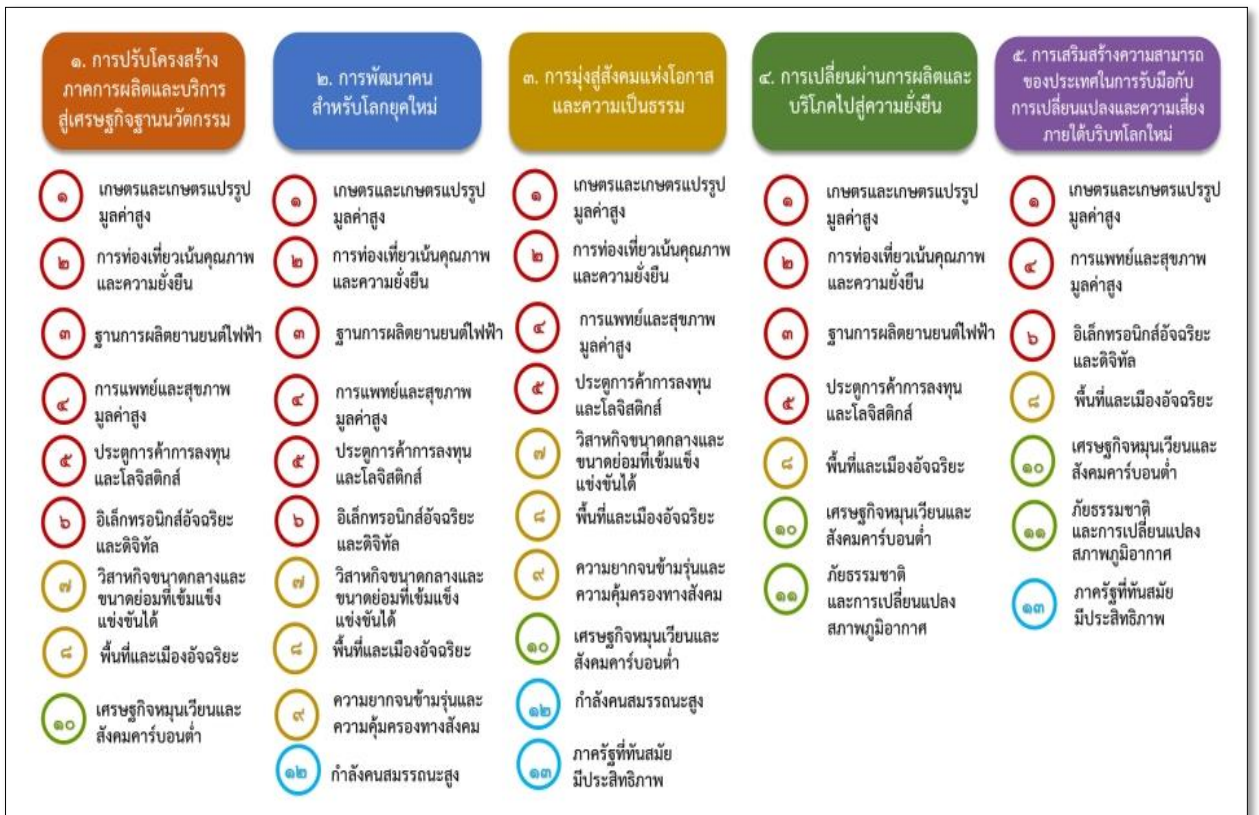 ๑. การปรับโครงสร้าง
ภาคการผลิตและบริการ
สู่เศรษฐกิจฐานนวัตกรรม
๑ เกษตรและเกษตรแปรรูป
มูลค่าสูง
๒ การท่องเที่ยวเน้นคุณภาพ
และความยั่งยืน
๓ ฐานการผลิตยานยนต์ไฟฟ้า
๔ การแพทย์และสุขภาพ
มูลค่าสูง
๕ ประตูการค้าการลงทุน
และโลจิสติกส์
๖ อิเล็กทรอนิกส์อัจฉริยะ
และดิจิทัล
๗ วิสาหกิจขนาดกลางและ
ขนาดย่อมที่เข้มแข็ง
แข่งขันได้
๘ พื้นที่และเมืองอัจฉริยะ
๑๐ เศรษฐกิจหมุนเวียนและ
สังคมคาร์บอนต่ำ
๒. การพัฒนาคน
สำหรับโลกยุคใหม่
๑ เกษตรและเกษตรแปรรูป
มูลค่าสูง
๒ การท่องเที่ยวเน้นคุณภาพ
และความยั่งยืน
๓ ฐานการผลิตยานยนต์ไฟฟ้า
๔ การแพทย์และสุขภาพ
มูลค่าสูง
๕ ประตูการค้าการลงทุน
และโลจิสติกส์
๖ อิเล็กทรอนิกส์อัจฉริยะ
และดิจิทัล
๗ วิสาหกิจขนาดกลางและ
ขนาดย่อมที่เข้มแข็ง
แข่งขันได้
๘ พื้นที่และเมืองอัจฉริยะ
๙ ความยากจนข้ามรุ่นและ
ความคุ้มครองทางสังคม
๑๒ กำลังคนสมรรถนะสูง
๓. การมุ่งสู่สังคมแห่งโอกาส
และความเป็นธรรม
๑ เกษตรและเกษตรแปรรูป
มูลค่าสูง
๒ การท่องเที่ยวเน้นคุณภาพ
และความยั่งยืน
๔ การแพทย์และสุขภาพ
มูลค่าสูง
๕ ประตูการค้าการลงทุน
และโลจิสติกส์
๗ วิสาหกิจขนาดกลางและ
ขนาดย่อมที่เข้มแข็ง
แข่งขันได้
๘ พื้นที่และเมืองอัจฉริยะ
๙ ความยากจนข้ามรุ่นและ
ความคุ้มครองทางสังคม
๑๐ เศรษฐกิจหมุนเวียนและ
สังคมคาร์บอนต่ำ
๑๒ กำลังคนสมรรถนะสูง
๑๓ ภาครัฐที่ทันสมัย
มีประสิทธิภาพ
๔. การเปลี่ยนผ่านการผลิตและ
บริโภคไปสู่ความยั่งยืน
๑ เกษตรและเกษตรแปรรูป
มูลค่าสูง
๒ การท่องเที่ยวเน้นคุณภาพ
และความยั่งยืน
๓ ฐานการผลิตยานยนต์ไฟฟ้า
๕ ประตูการค้าการลงทุน
และโลจิสติกส์
๘ พื้นที่และเมืองอัจฉริยะ
๑๐ เศรษฐกิจหมุนเวียนและ
สังคมคาร์บอนต่ำ
๑๑ ภัยธรรมชาติ
และการเปลี่ยนแปลง
สภาพภูมิอากาศ
๕. การเสริมสร้างความสามารถ
ของประเทศในการรับมือกับ
การเปลี่ยนแปลงและความเสี่ยง
ภายใต้บริบทโลกใหม่
๑ เกษตรและเกษตรแปรรูป
มูลค่าสูง
๔ การแพทย์และสุขภาพ
มูลค่าสูง
๖ อิเล็กทรอนิกส์อัจฉริยะ
และดิจิทัล
๘ พื้นที่และเมืองอัจฉริยะ
๑๐ เศรษฐกิจหมุนเวียนและ
สังคมคาร์บอนต่ำ
๑๑ ภัยธรรมชาติ
และการเปลี่ยนแปลง
สภาพภูมิอากาศ
๑๓ ภาครัฐที่ทันสมัย
มีประสิทธิภาพ